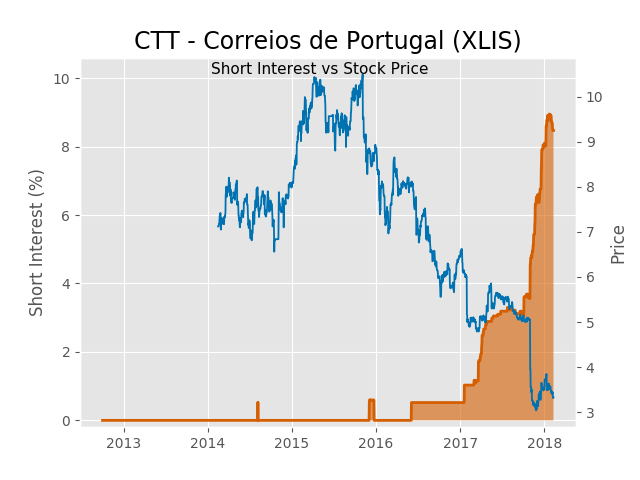 CTT - Correios de Portugal (XLIS)
Short Interest vs Stock Price
Short Interest (%)
10
8
6
4
2
0
10
9
8
7
6
5
4
3
Price
2013 2014 2015 2016 2017 2018